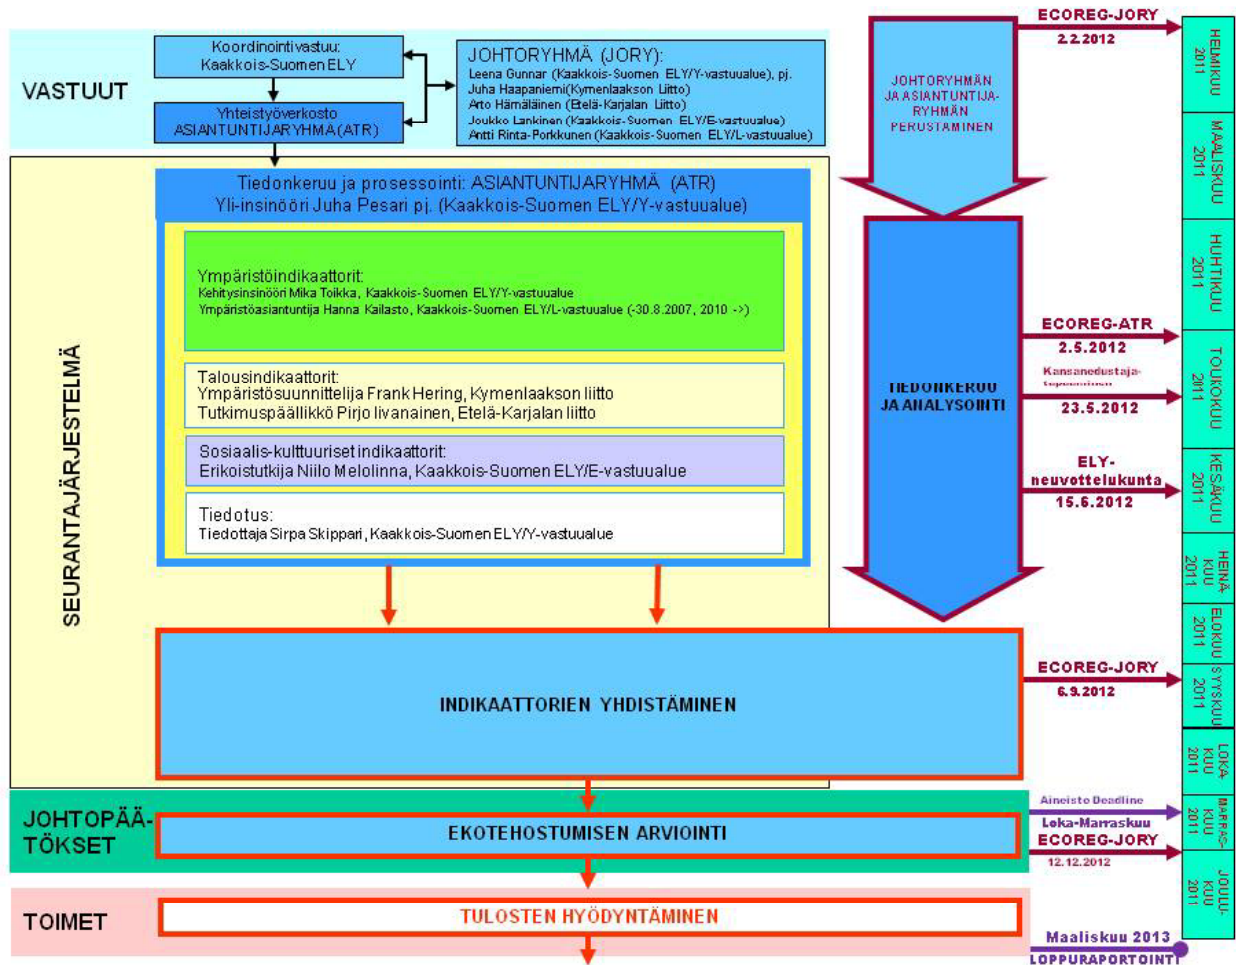 VASTUUT
Koordinointivastuu:
Kaakkois-Suomen ELY
Yhteistyöverkosto
ASIANTUNTIJARYHMA (ATR)
JOHTORYHMÄ (JORY):
Leena Gunnar (Kaakkois-Suomen ELY/Y-vastuualue), pj.
Juha Haapaniemi(Kymenlaakson Liitto)
Arto Hämäläinen (Etelä-Karjalan Liitto)
Joukko Lankinen (Kaakkois-Suomen ELY/E-vastuualue)
Antti Rinta-Porkkunen (Kaakkois-Suomen ELY/L-vastuualue)
SEURANTAJÄRJESTELMÄ
Tiedonkeruu ja prosessointi: ASIANTUNTIJARYHMÄ (ATR)
Yli-insinööri Juha Pesari pj. (Kaakkois-Suomen ELY/Y-vastuualue)
Ympäristöindikaattorit:
Kehitysinsinööri Mika Toikka, Kaakkois-Suomen ELY/Y-vastuualue
Ympäristöasiantuntija Hanna Kailasto, Kaakkois-Suomen ELY/L-vastuualue (-30.8.2007, 2010 ->)
Talousindikaattorit:
Ympäristösuunnittelija Frank Hering, Kymenlaakson liitto
Tutkimuspäällikkö Pirjo Iivanainen, Etelä-Karjalan liitto
Sosiaalis-kulttuuriset indikaattorit:
Erikoistutkija Niilo Melolinna, Kaakkois-Suomen ELY/E-vastuualue
Tiedotus:
Tiedottaja Sirpa Skippari, Kaakkois-Suomen ELY/Y-vastuualue
INDIKAATTORIEN YHDISTÄMINEN
JOHTOPÄÄ-
TÖKSET
EKOTEHOSTUMISEN ARVIOINTI
TOIMET
TULOSTEN HYÖDYNTÄMINEN
JOHTORYHMÄN
JA ASIANTUNTIJA-
RYHMÄN
PERUSTAMINEN
TIEDONKERUU
JA ANALYSOINTI
ECOREG-JORY
2.2.2012
ECOREG-ATR
2.5.2012
Kansanedustaja-
23.5.2012
ELY-
neuvottelukunta
15.6.2012
ECOREG-JORY
6.9.2012
Aineisto Deadline
Loka-Marraskuu
ECOREG-JORY
12.12.2012
Maaliskuu 2013
LOPPURAPORTOINTI
HELMIKUU
2011
MAALISKUU
2011
HUHTIKUU
2011
TOUKOKUU
2011
KESÄKUU
2011
HEINÄ-
KUU
2011
ELOKUU
2011
SYYSKUU
2011
LOKA-
KUU
2011
MARRAS-
KUU
2011
JOULU-
KUU
2011